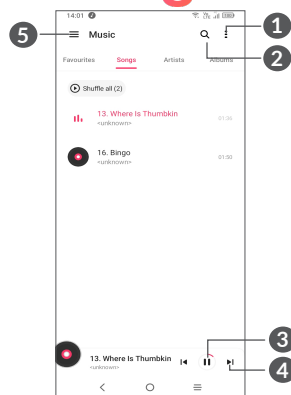 14:01
5
Music
1
2
Favourites Songs Artists Albums
Shuffle all (2)
13. Where Is Thumbkin
<unknown>
01:36
16. Bingo
<unknown>
01:50
3
13. Where Is Thumbkin
<unknown>
4